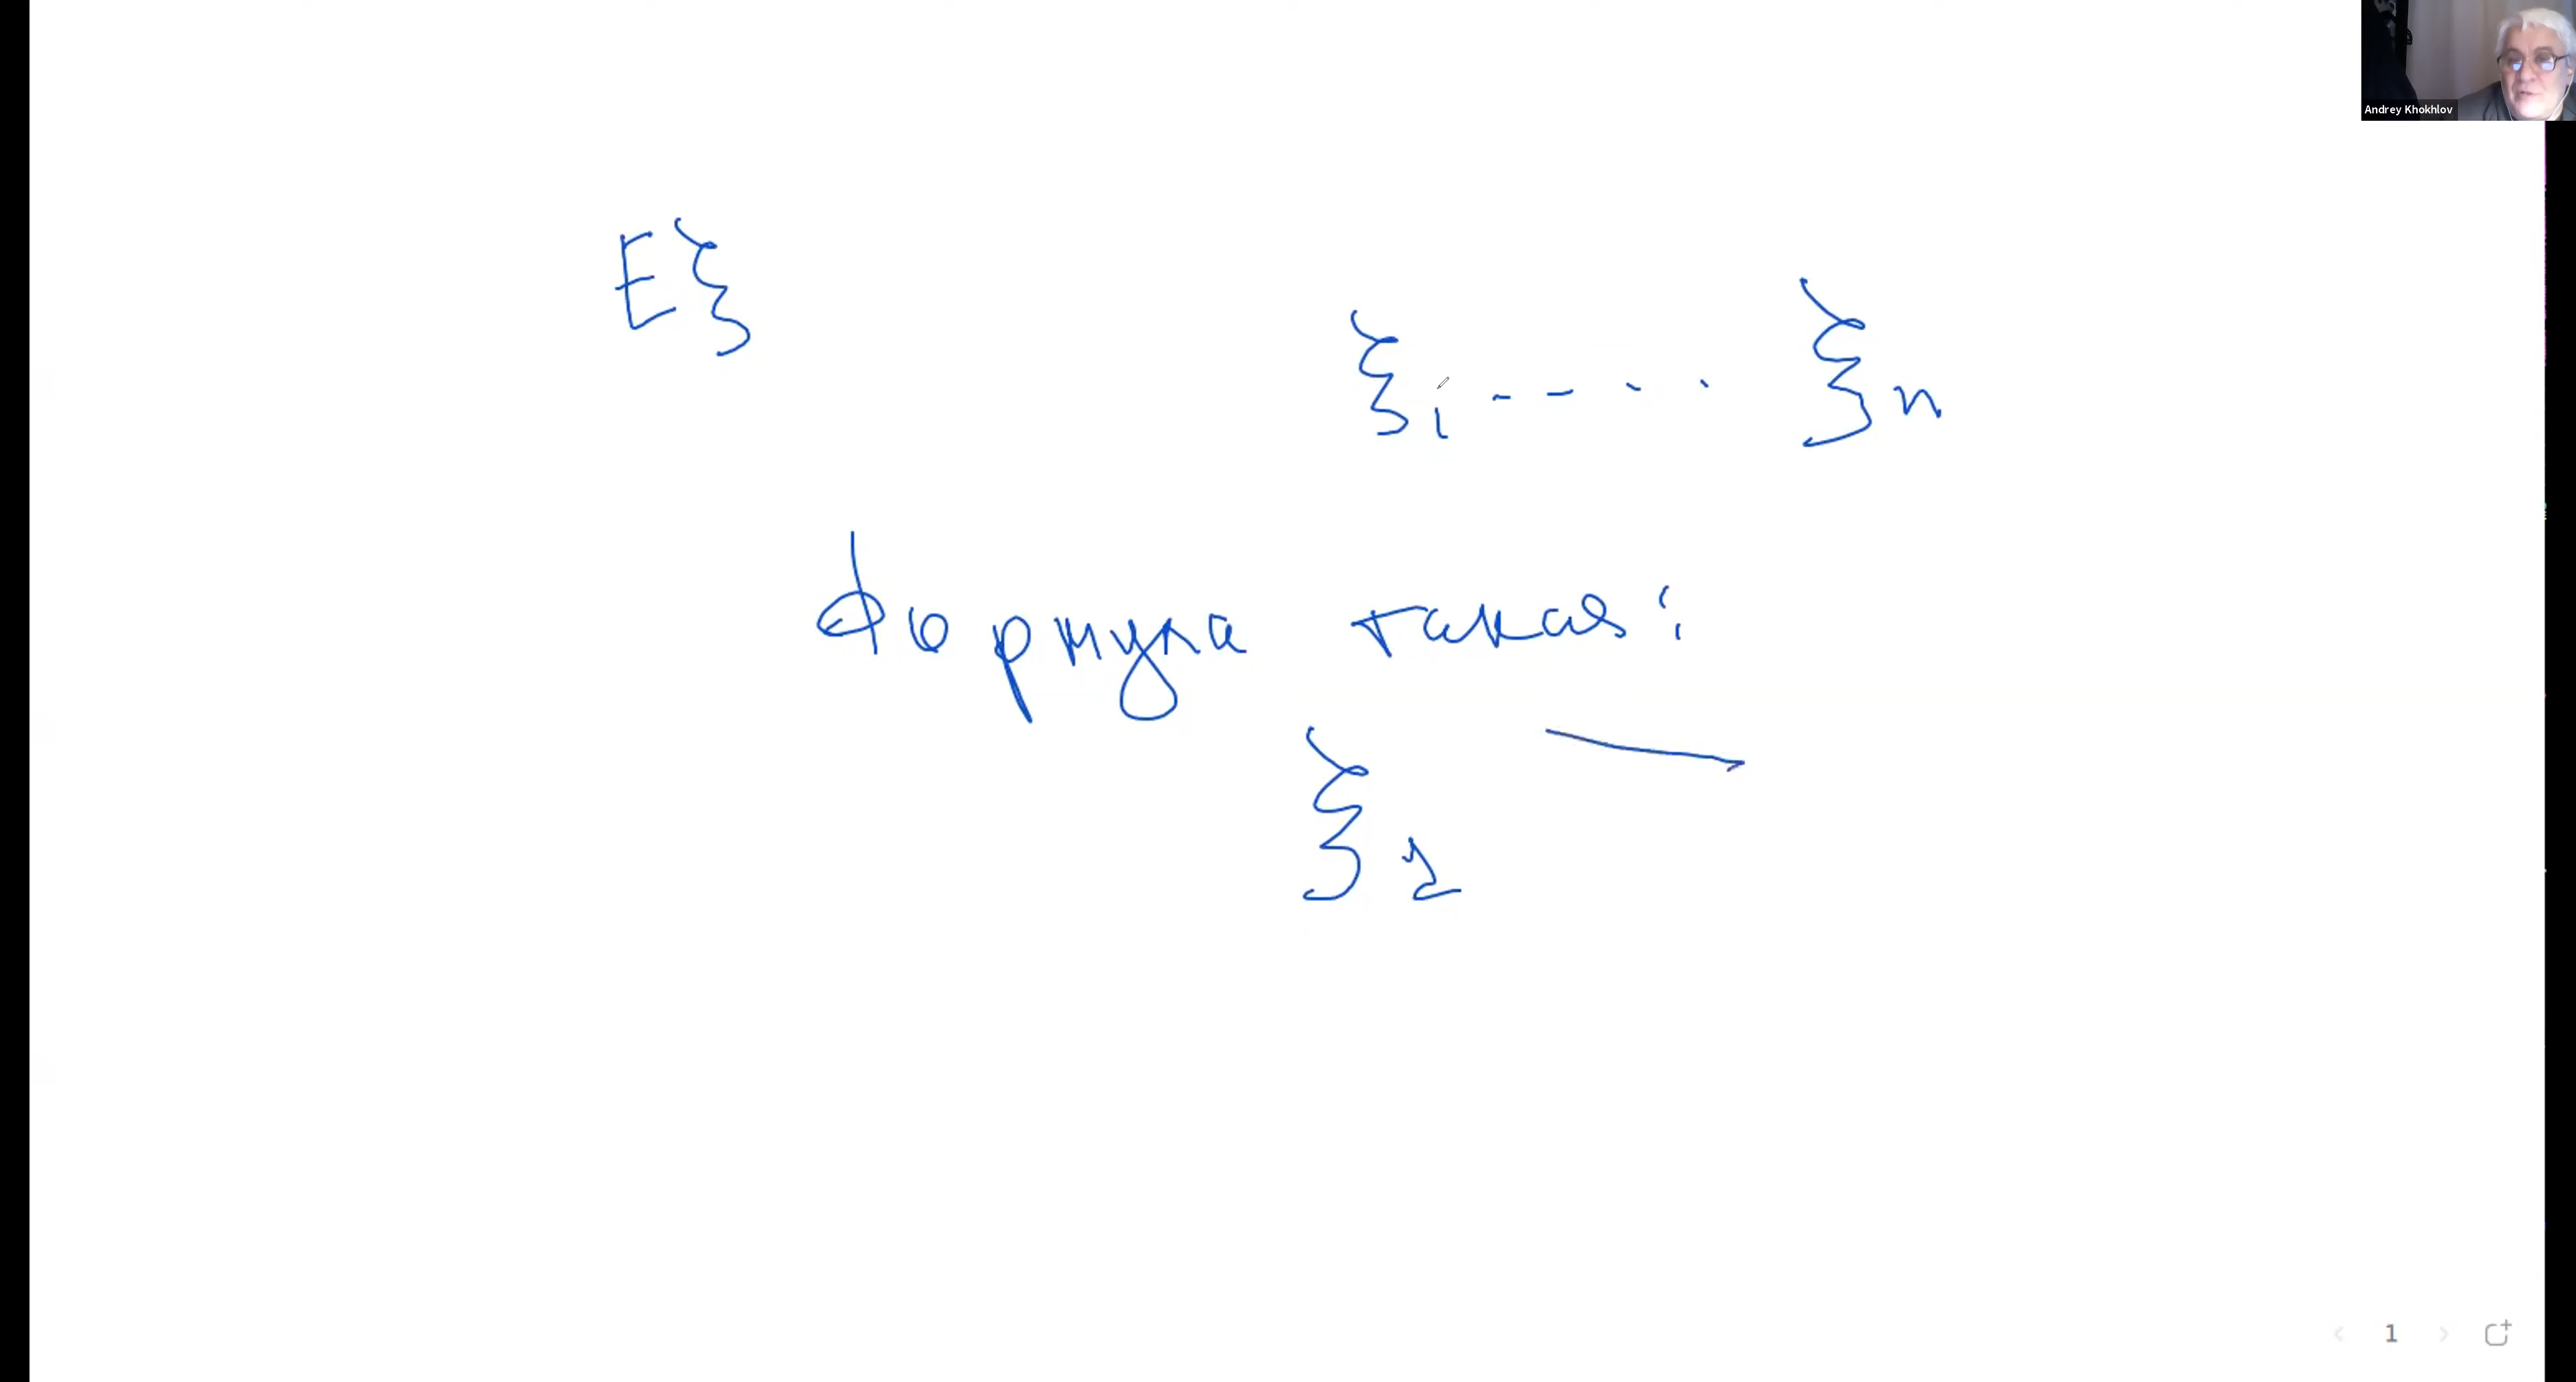 Andrey Khokhlov
Eξ
ξ1 - - · · ξn
Формула такая:
ξ1
1